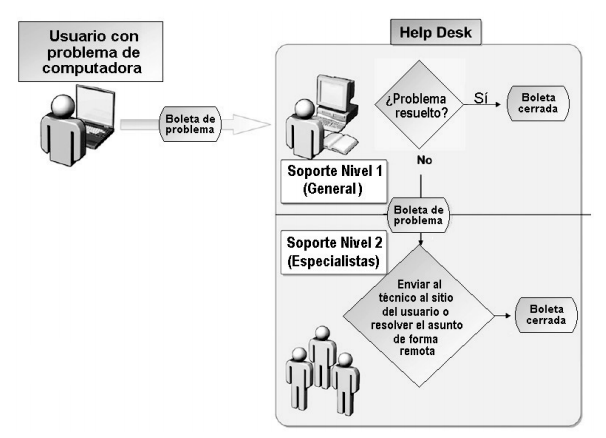 Usuario con
problema de
computadora
Boleta de
problema
Help Desk
¿Problema
resuelto?
Sí
Boleta
cerrada
No
Soporte Nivel 1
(General)
Boleta de
problema
Soporte Nivel 2
(Especialistas)
Enviar al
técnico al sitio
del usuario o
resolver el asunto
de forma
remota
Boleta
cerrada